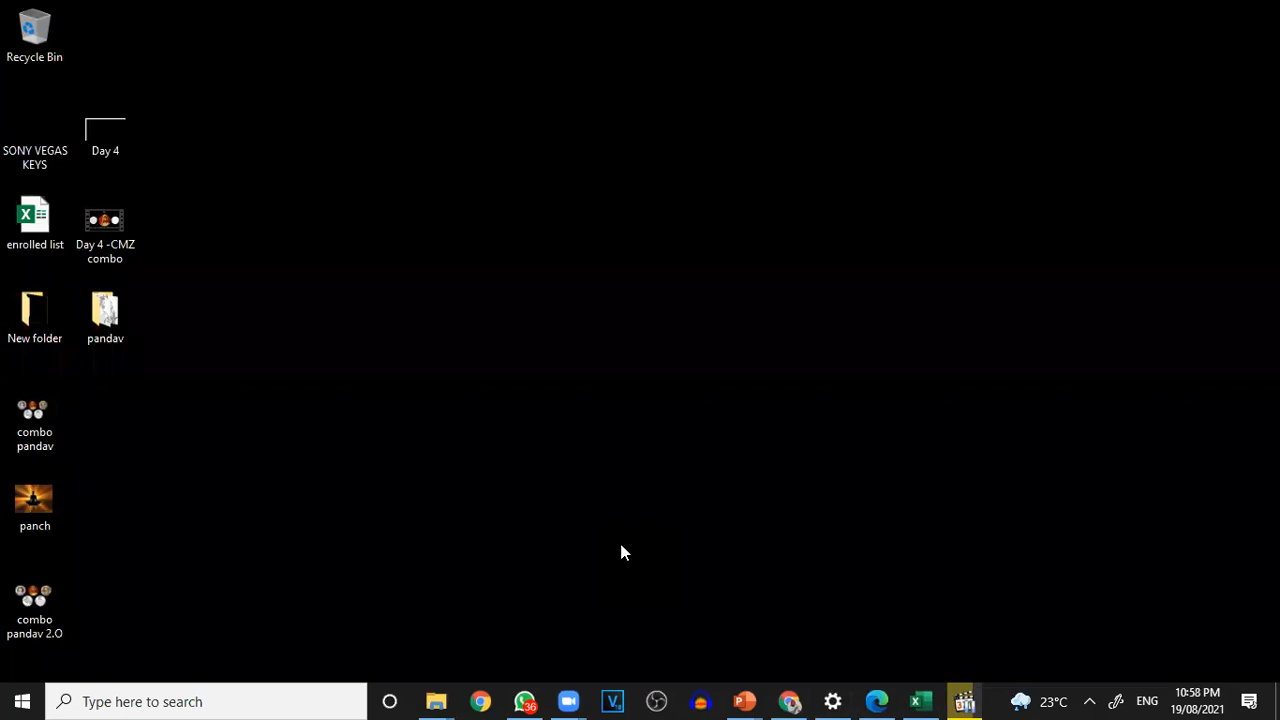 Recycle Bin
SONY VEGAS
KEYS
Day 4
enrolled list
Day 4 -CMZ
combo
New folder
pandav
combo
pandav
panch
combo
pandav 2.O
Type here to search
36
23°C
ENG
10:58 PM
19/08/2021